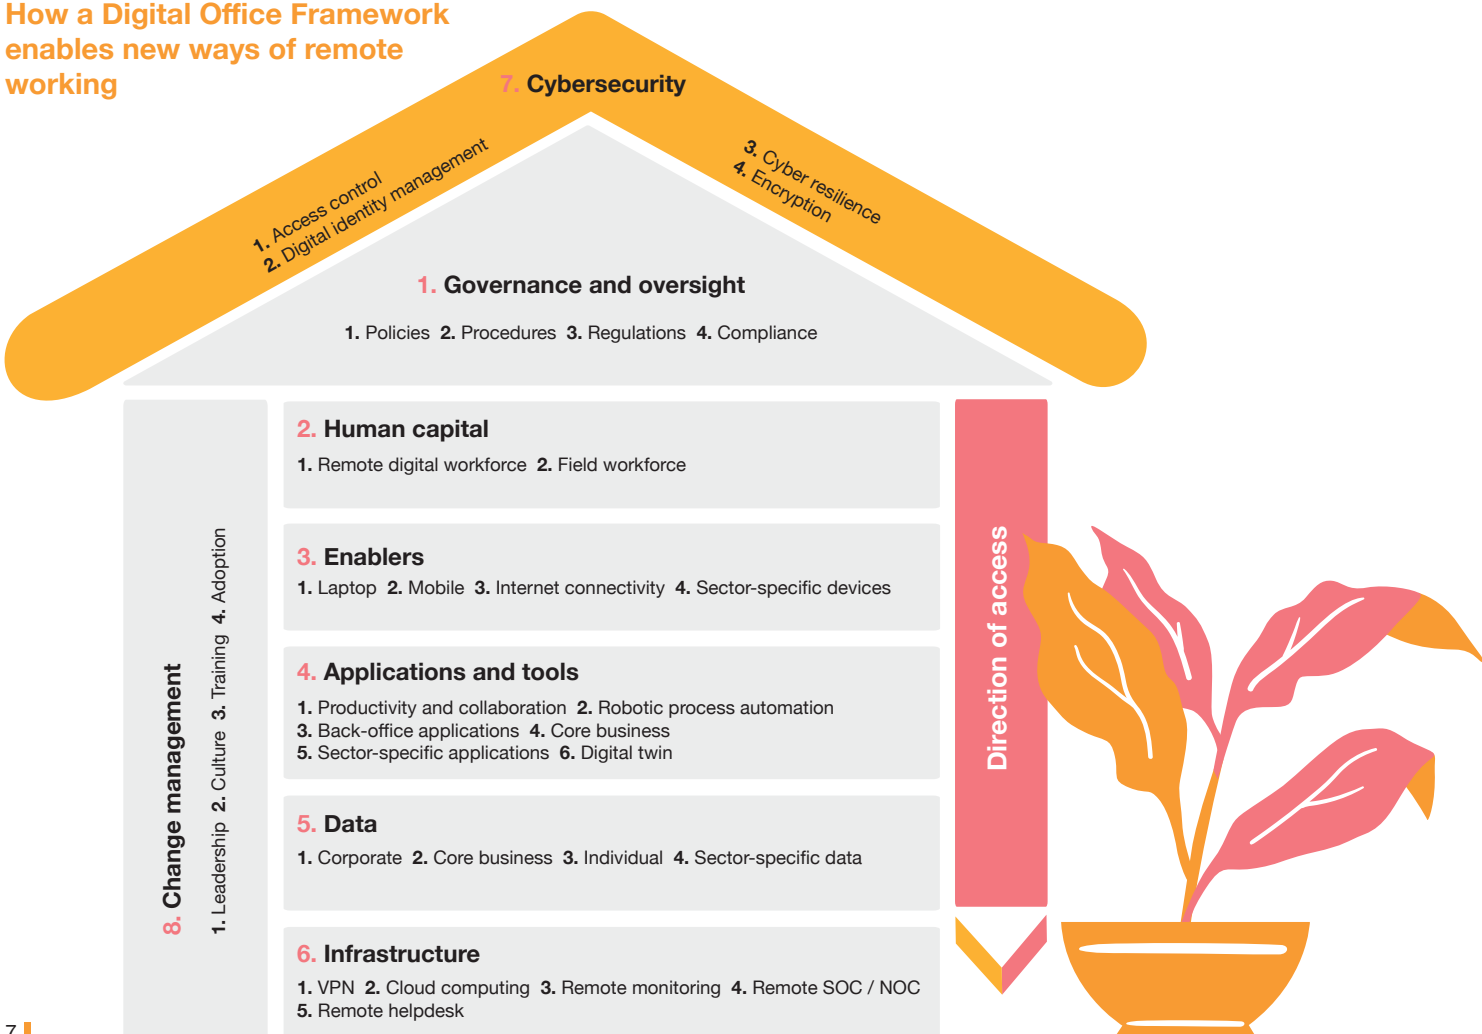 How a Digital Office Framework
enables new ways of remote
working
7. Cybersecurity
1. Access control
2. Digital identity management
3. Cyber resilience
4. Encryption
1. Governance and oversight
1. Policies 2. Procedures 3. Regulations 4. Compliance
8. Change management
1. Leadership 2. Culture 3. Training 4. Adoption
2. Human capital
1. Remote digital workforce 2. Field workforce
3. Enablers
1. Laptop 2. Mobile 3. Internet connectivity 4. Sector-specific devices
4. Applications and tools
1. Productivity and collaboration 2. Robotic process automation
3. Back-office applications 4. Core business
5. Sector-specific applications 6. Digital twin
5. Data
1. Corporate 2. Core business 3. Individual 4. Sector-specific data
6. Infrastructure
1. VPN 2. Cloud computing 3. Remote monitoring 4. Remote SOC / NOC
5. Remote helpdesk
Direction of access
7